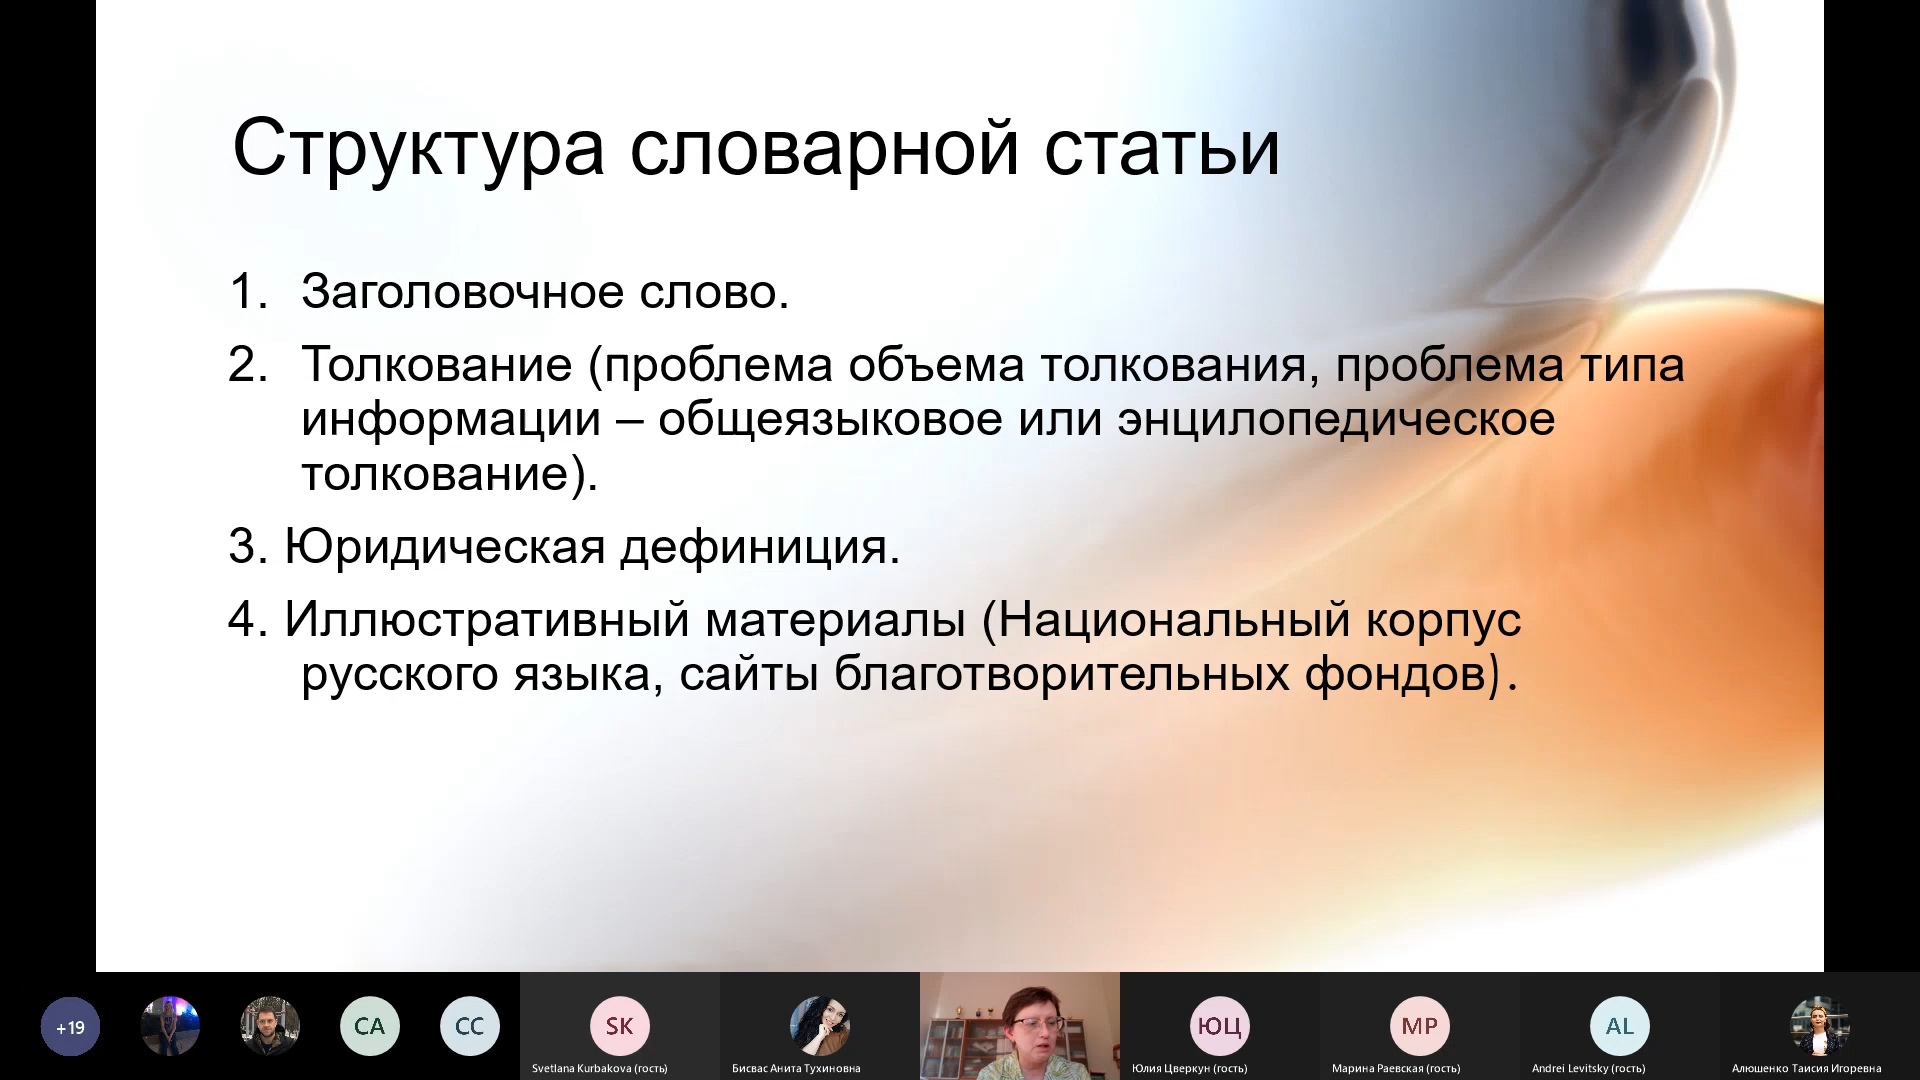 Структура словарной статьи
1. Заголовочное слово.
2. Толкование (проблема объема толкования, проблема типа
информации – общеязыковое или энцилопедическое
толкование).
3. Юридическая дефиниция.
4. Иллюстративный материалы (Национальный корпус
русского языка, сайты благотворительных фондов).
+19
CA
CC
SK
ЮЦ
МР
AL
Svetlana Kurbakova (гость)
Бисвас Анита Тухиновна
Юлия Цверкун (гость)
Марина Раевская (гость)
Andrei Levitsky (гость)
Алюшенко Таисия Игоревна